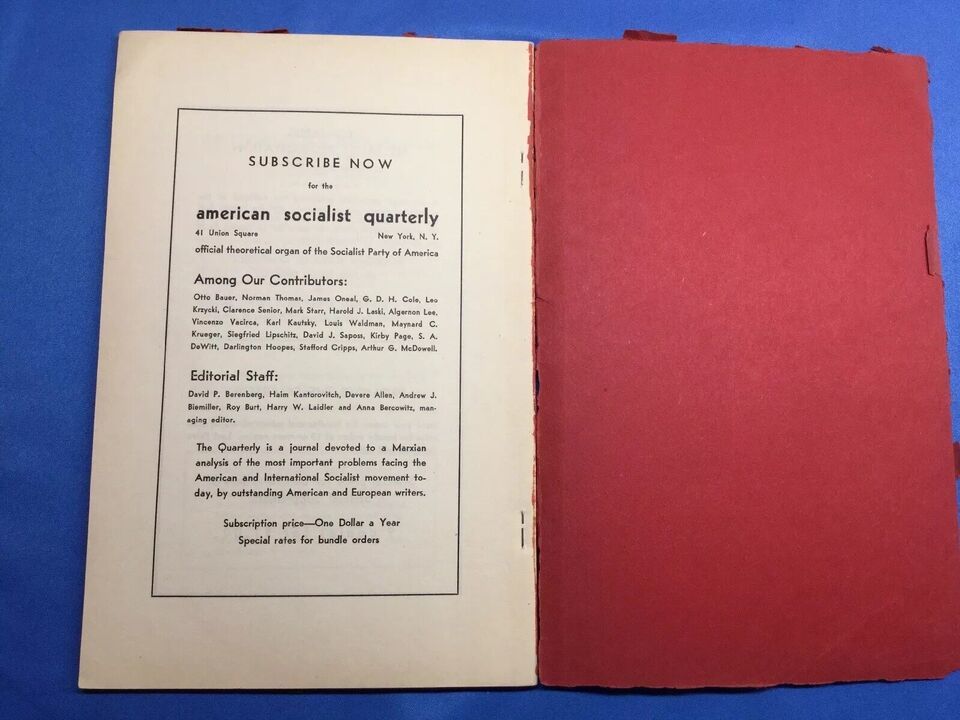 SUBSCRIBE NOW
for the
american socialist quarterly
41 Union Square New York, N. Y.
official theoretical organ of the Socialist Party of America
Among Our Contributors:
Otto Bauer, Norman Thomas, James Oneal, G. D. H. Cole, Leo
Krzycki, Clarence Senior, Mark Starr, Harold J. Laski, Algernon Lee,
Vincenzo Vacirca, Karl Kautsky, Louis Waldman, Maynard C.
Krueger, Siegfried Lipschitz, David J. Saposs, Kirby Page, S. A.
DeWitt, Darlington Hoopes, Stafford Cripps, Arthur G. McDowell.
Editorial Staff:
David P. Berenberg, Haim Kantorovitch, Devere Allen, Andrew J.
Biemiller, Roy Burt, Harry W. Laidler and Anna Bercowitz, man-
aging editor.
The Quarterly is a journal devoted to a Marxian
analysis of the most important problems facing the
American and International Socialist movement to-
day, by outstanding American and European writers.
Subscription price—One Dollar a Year
Special rates for bundle orders